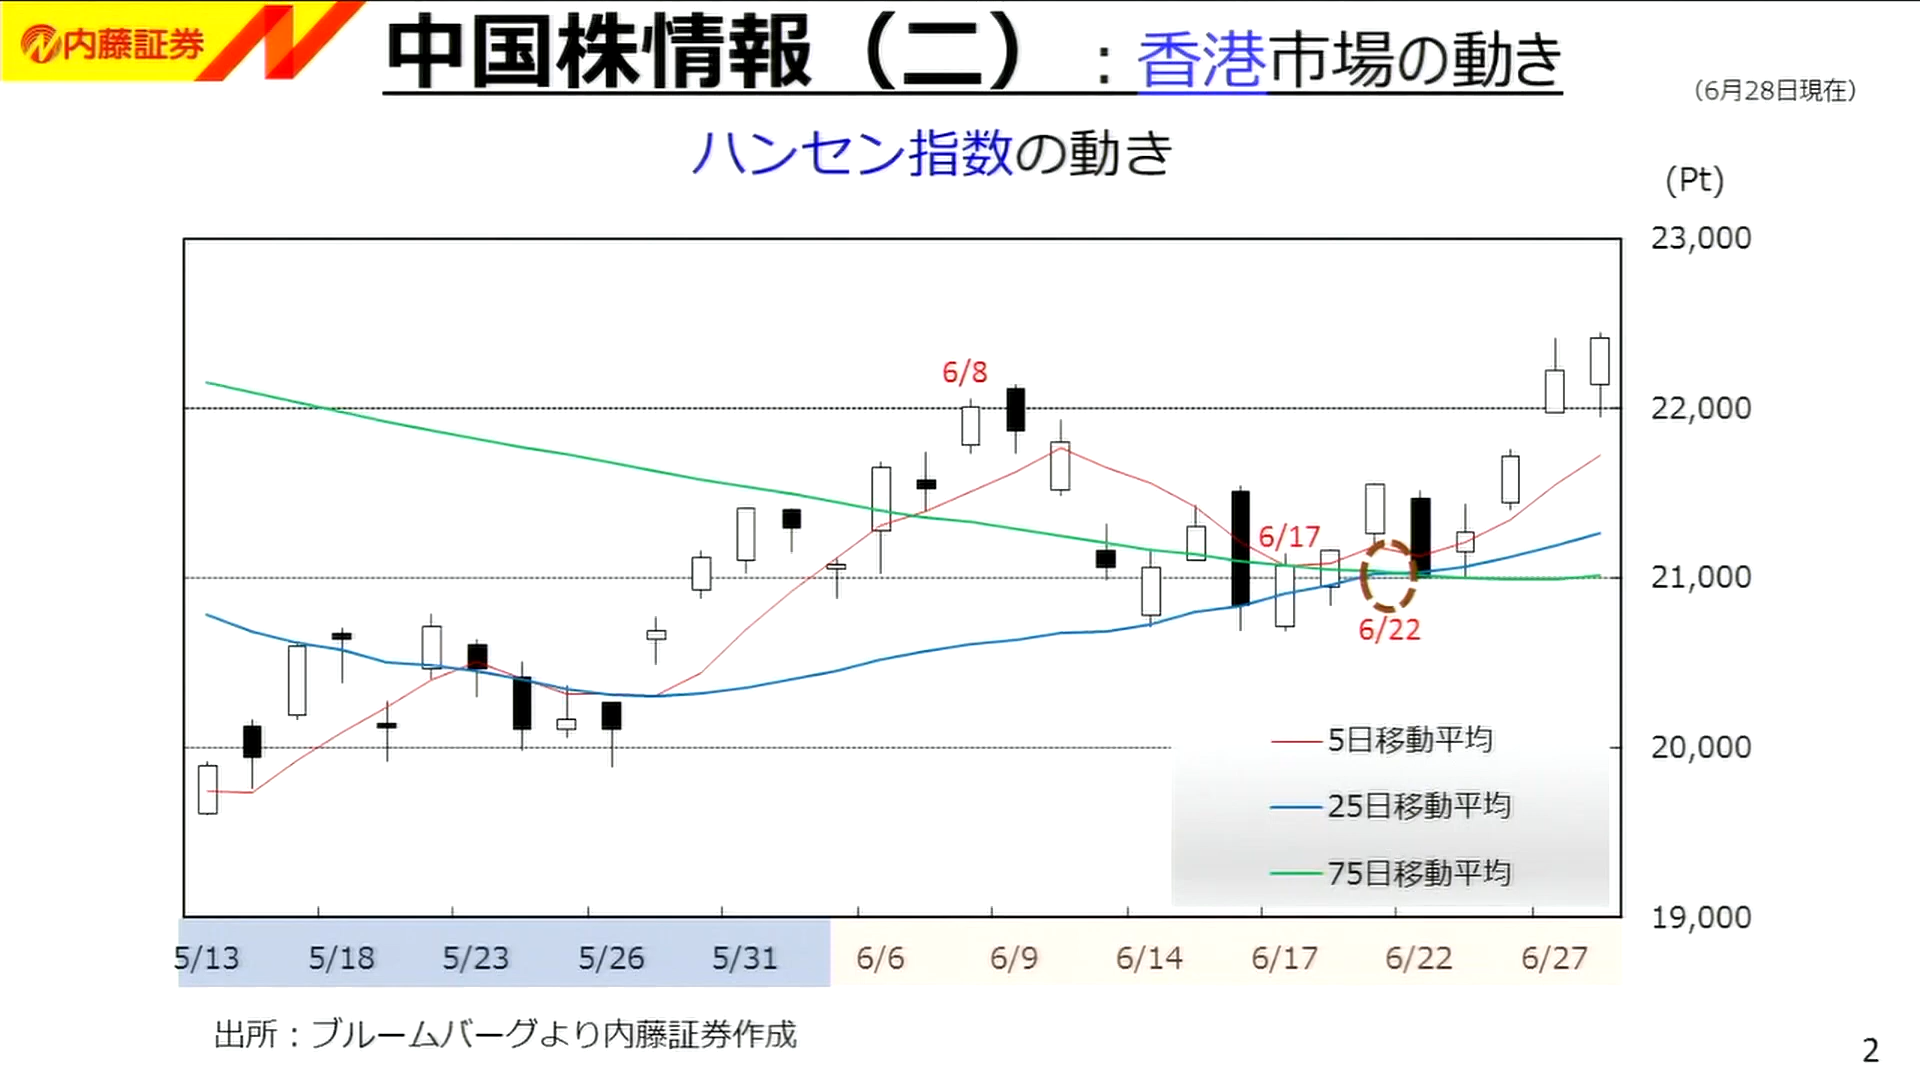 内藤証券
中国株情報（二）：香港市場の動き
（6月28日現在）
ハンセン指数の動き
(Pt)
23,000
22,000
21,000
20,000
19,000
6/8
6/17
6/22
5日移動平均
25日移動平均
75日移動平均
5/13 5/18 5/23 5/26 5/31 6/6 6/9 6/14 6/17 6/22 6/27
出所：ブルームバーグより内藤証券作成
2